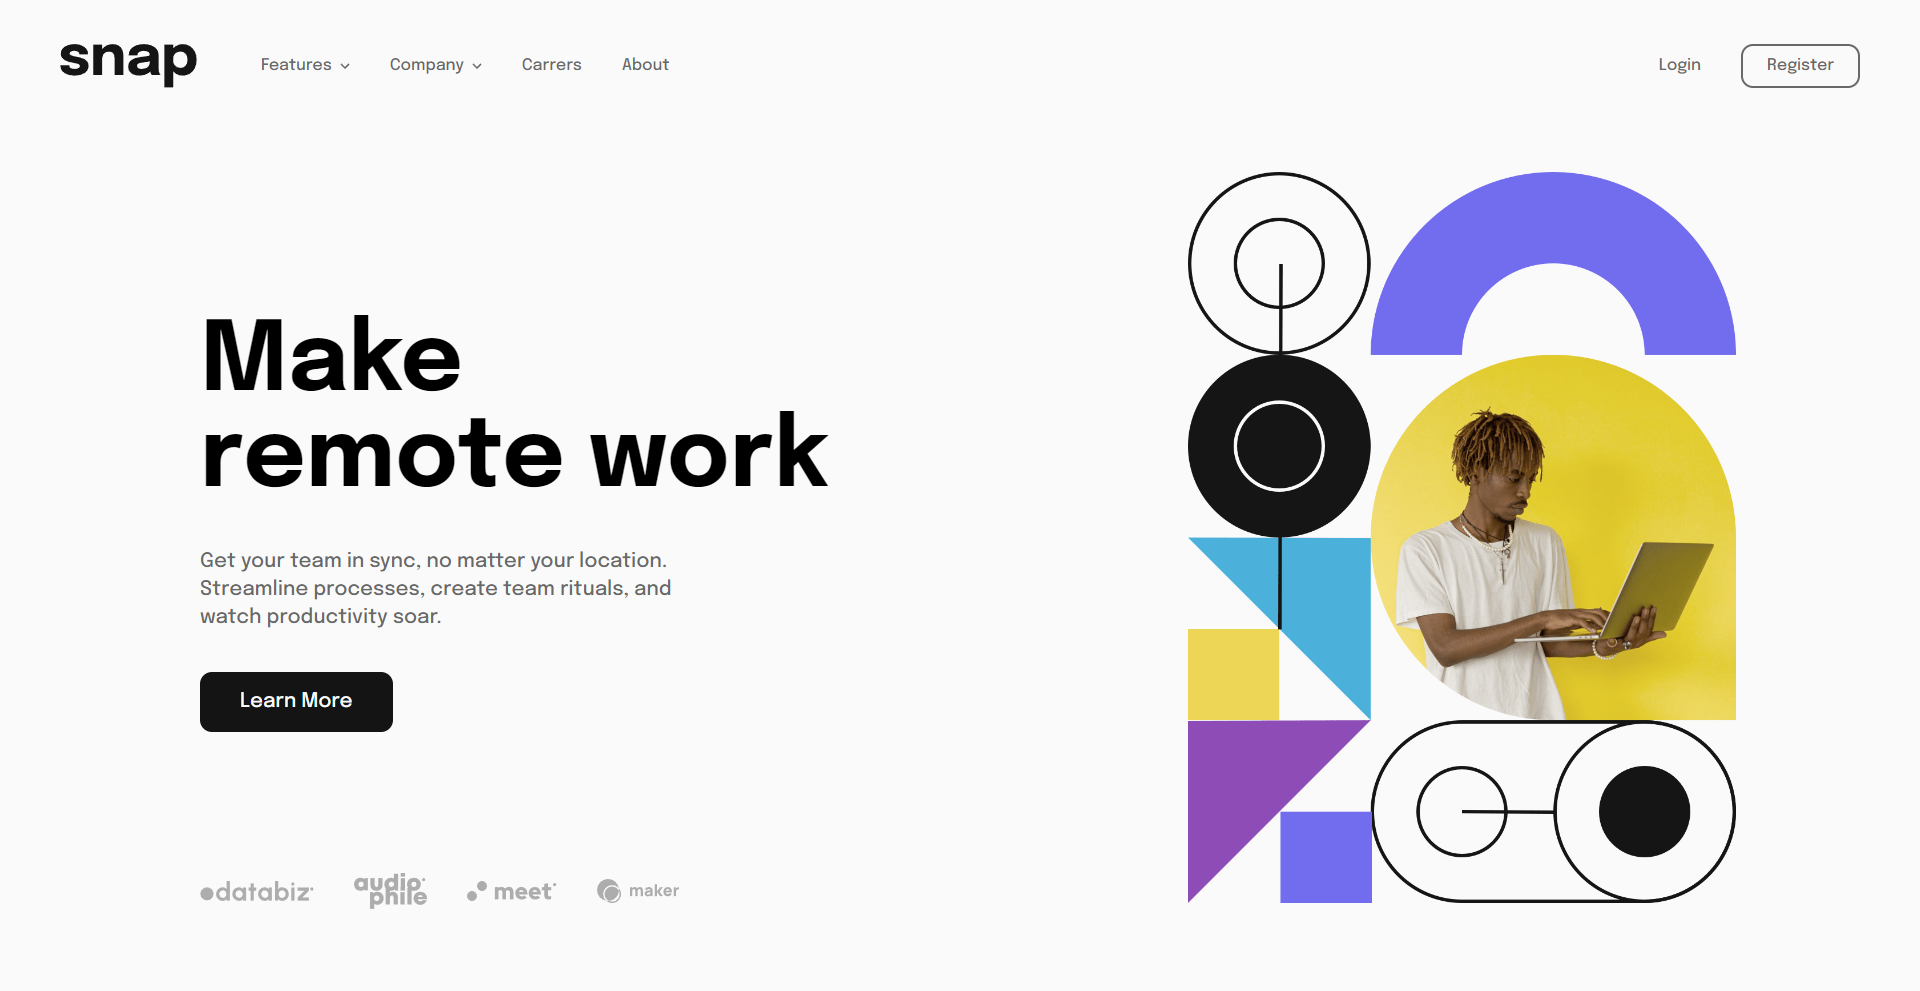 snap
Features
Company
Carrers
About
Login
Register
Make
remote work
Get your team in sync, no matter your location.
Streamline processes, create team rituals, and
watch productivity soar.
Learn More
databiz
audio
phile
meet
maker